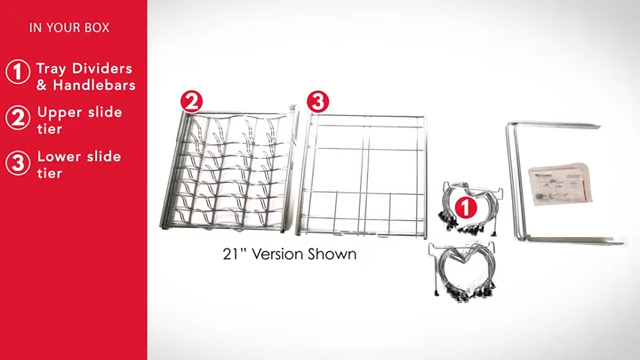 IN YOUR BOX
1 Tray Dividers
& Handlebars
2 Upper slide
tier
3 Lower slide
tier
2
3
1
21” Version Shown